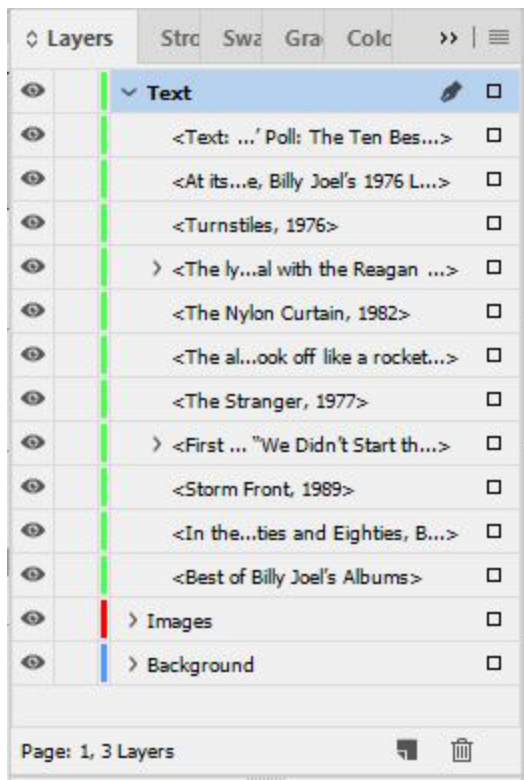 Layers Stro Swa Gra Colo
Text
<Text: ...’ Poll: The Ten Bes...>
<At its...e, Billy Joel’s 1976 L...>
<Turnstiles, 1976>
<The ly...al with the Reagan ...>
<The Nylon Curtain, 1982>
<The al...ook off like a rocket...>
<The Stranger, 1977>
<First ... “We Didn’t Start th...>
<Storm Front, 1989>
<In the...ties and Eighties, B...>
<Best of Billy Joel’s Albums>
Images
Background
Page: 1, 3 Layers